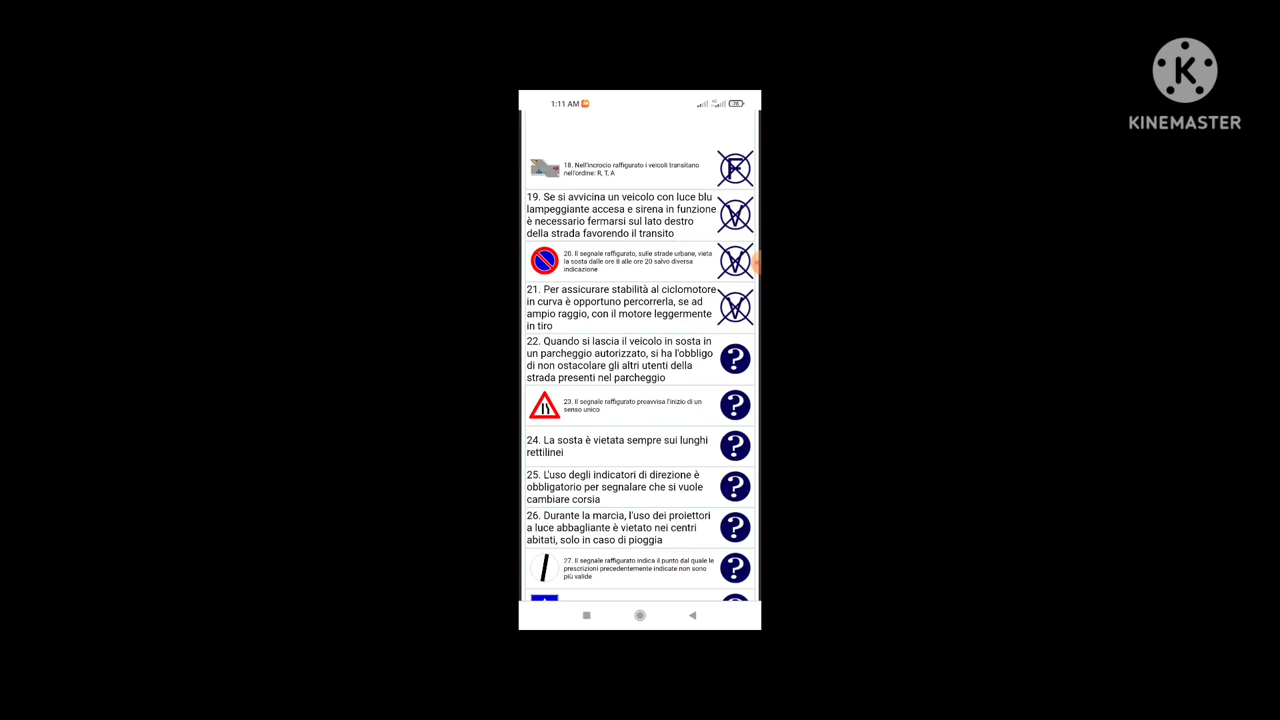 KINEMASTER
1:11 AM
4G
78
18. Nell'incrocio raffigurato i veicoli transitano
nell'ordine: R, T, A
F
19. Se si avvicina un veicolo con luce blu
lampeggiante accesa e sirena in funzione
è necessario fermarsi sul lato destro
della strada favorendo il transito
V
20. Il segnale raffigurato, sulle strade urbane, vieta
la sosta dalle ore 8 alle ore 20 salvo diversa
indicazione
V
21. Per assicurare stabilità al ciclomotore
in curva è opportuno percorrerla, se ad
ampio raggio, con il motore leggermente
in tiro
V
22. Quando si lascia il veicolo in sosta in
un parcheggio autorizzato, si ha l'obbligo
di non ostacolare gli altri utenti della
strada presenti nel parcheggio
?
23. Il segnale raffigurato preavvisa l'inizio di un
senso unico
?
24. La sosta è vietata sempre sui lunghi
rettilinei
?
25. L'uso degli indicatori di direzione è
obbligatorio per segnalare che si vuole
cambiare corsia
?
26. Durante la marcia, l'uso dei proiettori
a luce abbagliante è vietato nei centri
abitati, solo in caso di pioggia
?
27. Il segnale raffigurato indica il punto dal quale le
prescrizioni precedentemente indicate non sono
più valide
?